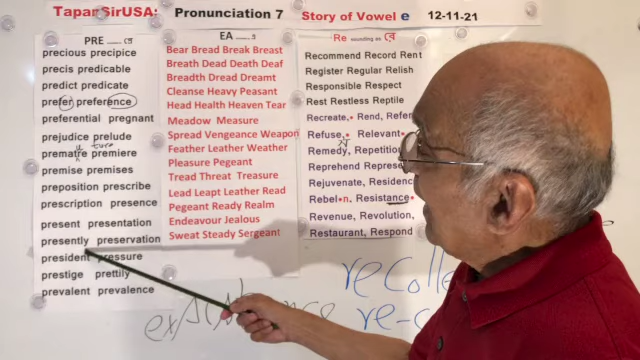 TaparSirUSA: Pronunciation 7 Story of Vowel e 12-11-21
PRE
precious precipice
precis predicable
predict predicate
prefer preference
preferential pregnant
prejudice prelude
premiere
premise premises
preposition prescribe
prescription presence
present presentation
presently preservation
president pressure
prestige prettily
prevalent prevalence
EA
Bear Bread Break Breast
Breath Dead Death Deaf
Breadth Dread Dreamt
Cleanse Heavy Peasant
Head Health Heaven Tear
Meadow Measure
Spread Vengeance Weapon
Feather Leather Weather
Pleasure Pegeant
Tread Threat Treasure
Lead Leapt Leather Read
Pegeant Ready Realm
Endeavour Jealous
Sweat Steady Sergeant
Re sounding as রে
Recommend Record Rent
Register Regular Relish
Responsible Respect
Rest Restless Reptile
Recreate, Rend, Refer
Refuse, Relevant
Remedy, Repetition
Reprehend
Rejuvenate,
Rebel n, Resistance
Revenue, Revolution,
Restaurant, Respond